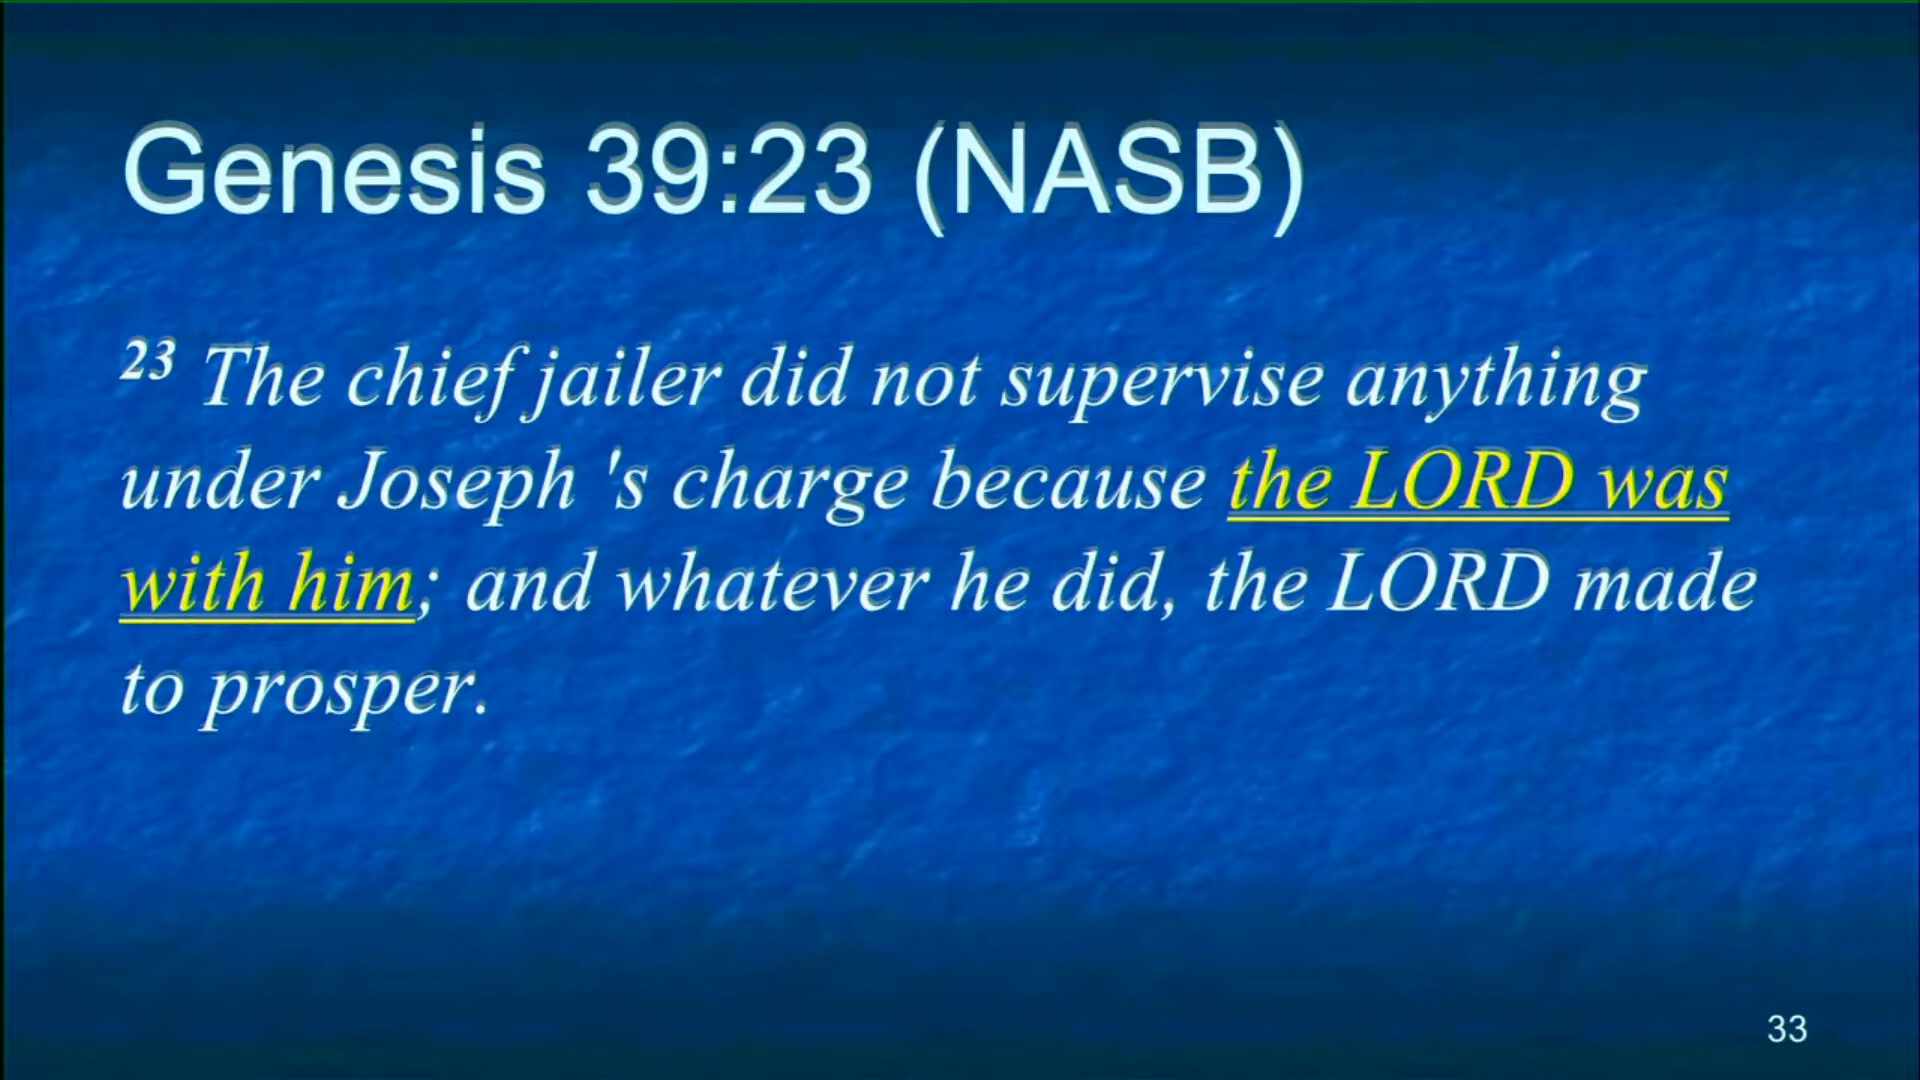 Genesis 39:23 (NASB)
23 The chief jailer did not supervise anything
under Joseph 's charge because the LORD was
with him; and whatever he did, the LORD made
to prosper.
33